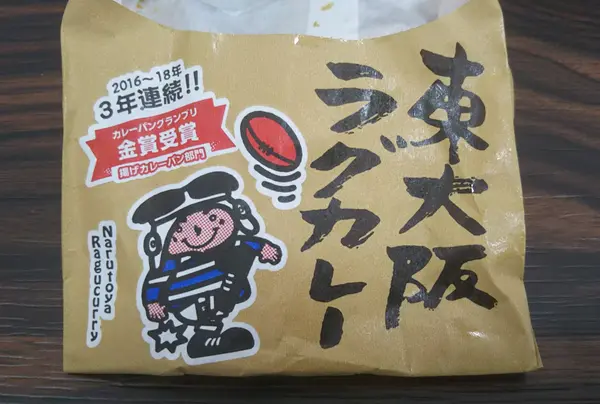 東大阪
ラグカレー
2016〜18年
3年連続!!
カレーパングランプリ
金賞受賞
揚げカレーパン部門
Narutoya
Ragucurry